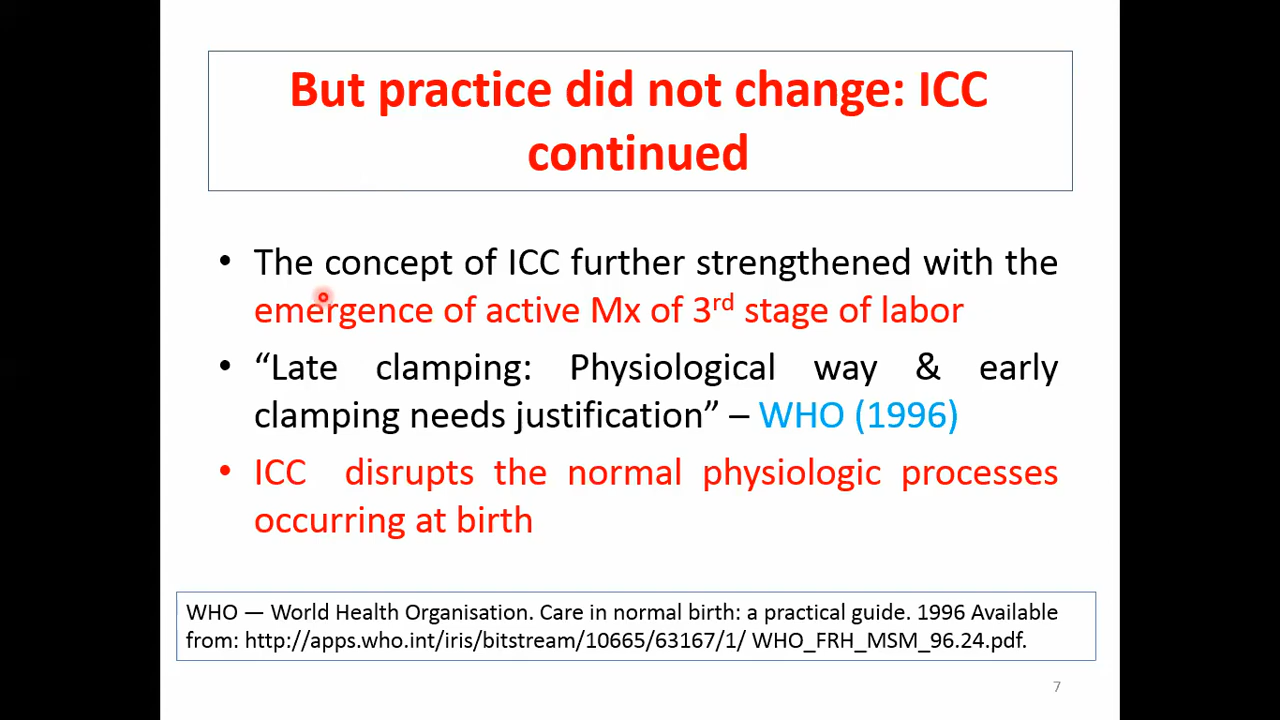 But practice did not change: ICC
continued
• The concept of ICC further strengthened with the
emergence of active Mx of 3rd stage of labor
• “Late clamping: Physiological way & early
clamping needs justification” – WHO (1996)
• ICC disrupts the normal physiologic processes
occurring at birth
WHO — World Health Organisation. Care in normal birth: a practical guide. 1996 Available
from: http://apps.who.int/iris/bitstream/10665/63167/1/ WHO_FRH_MSM_96.24.pdf.
7